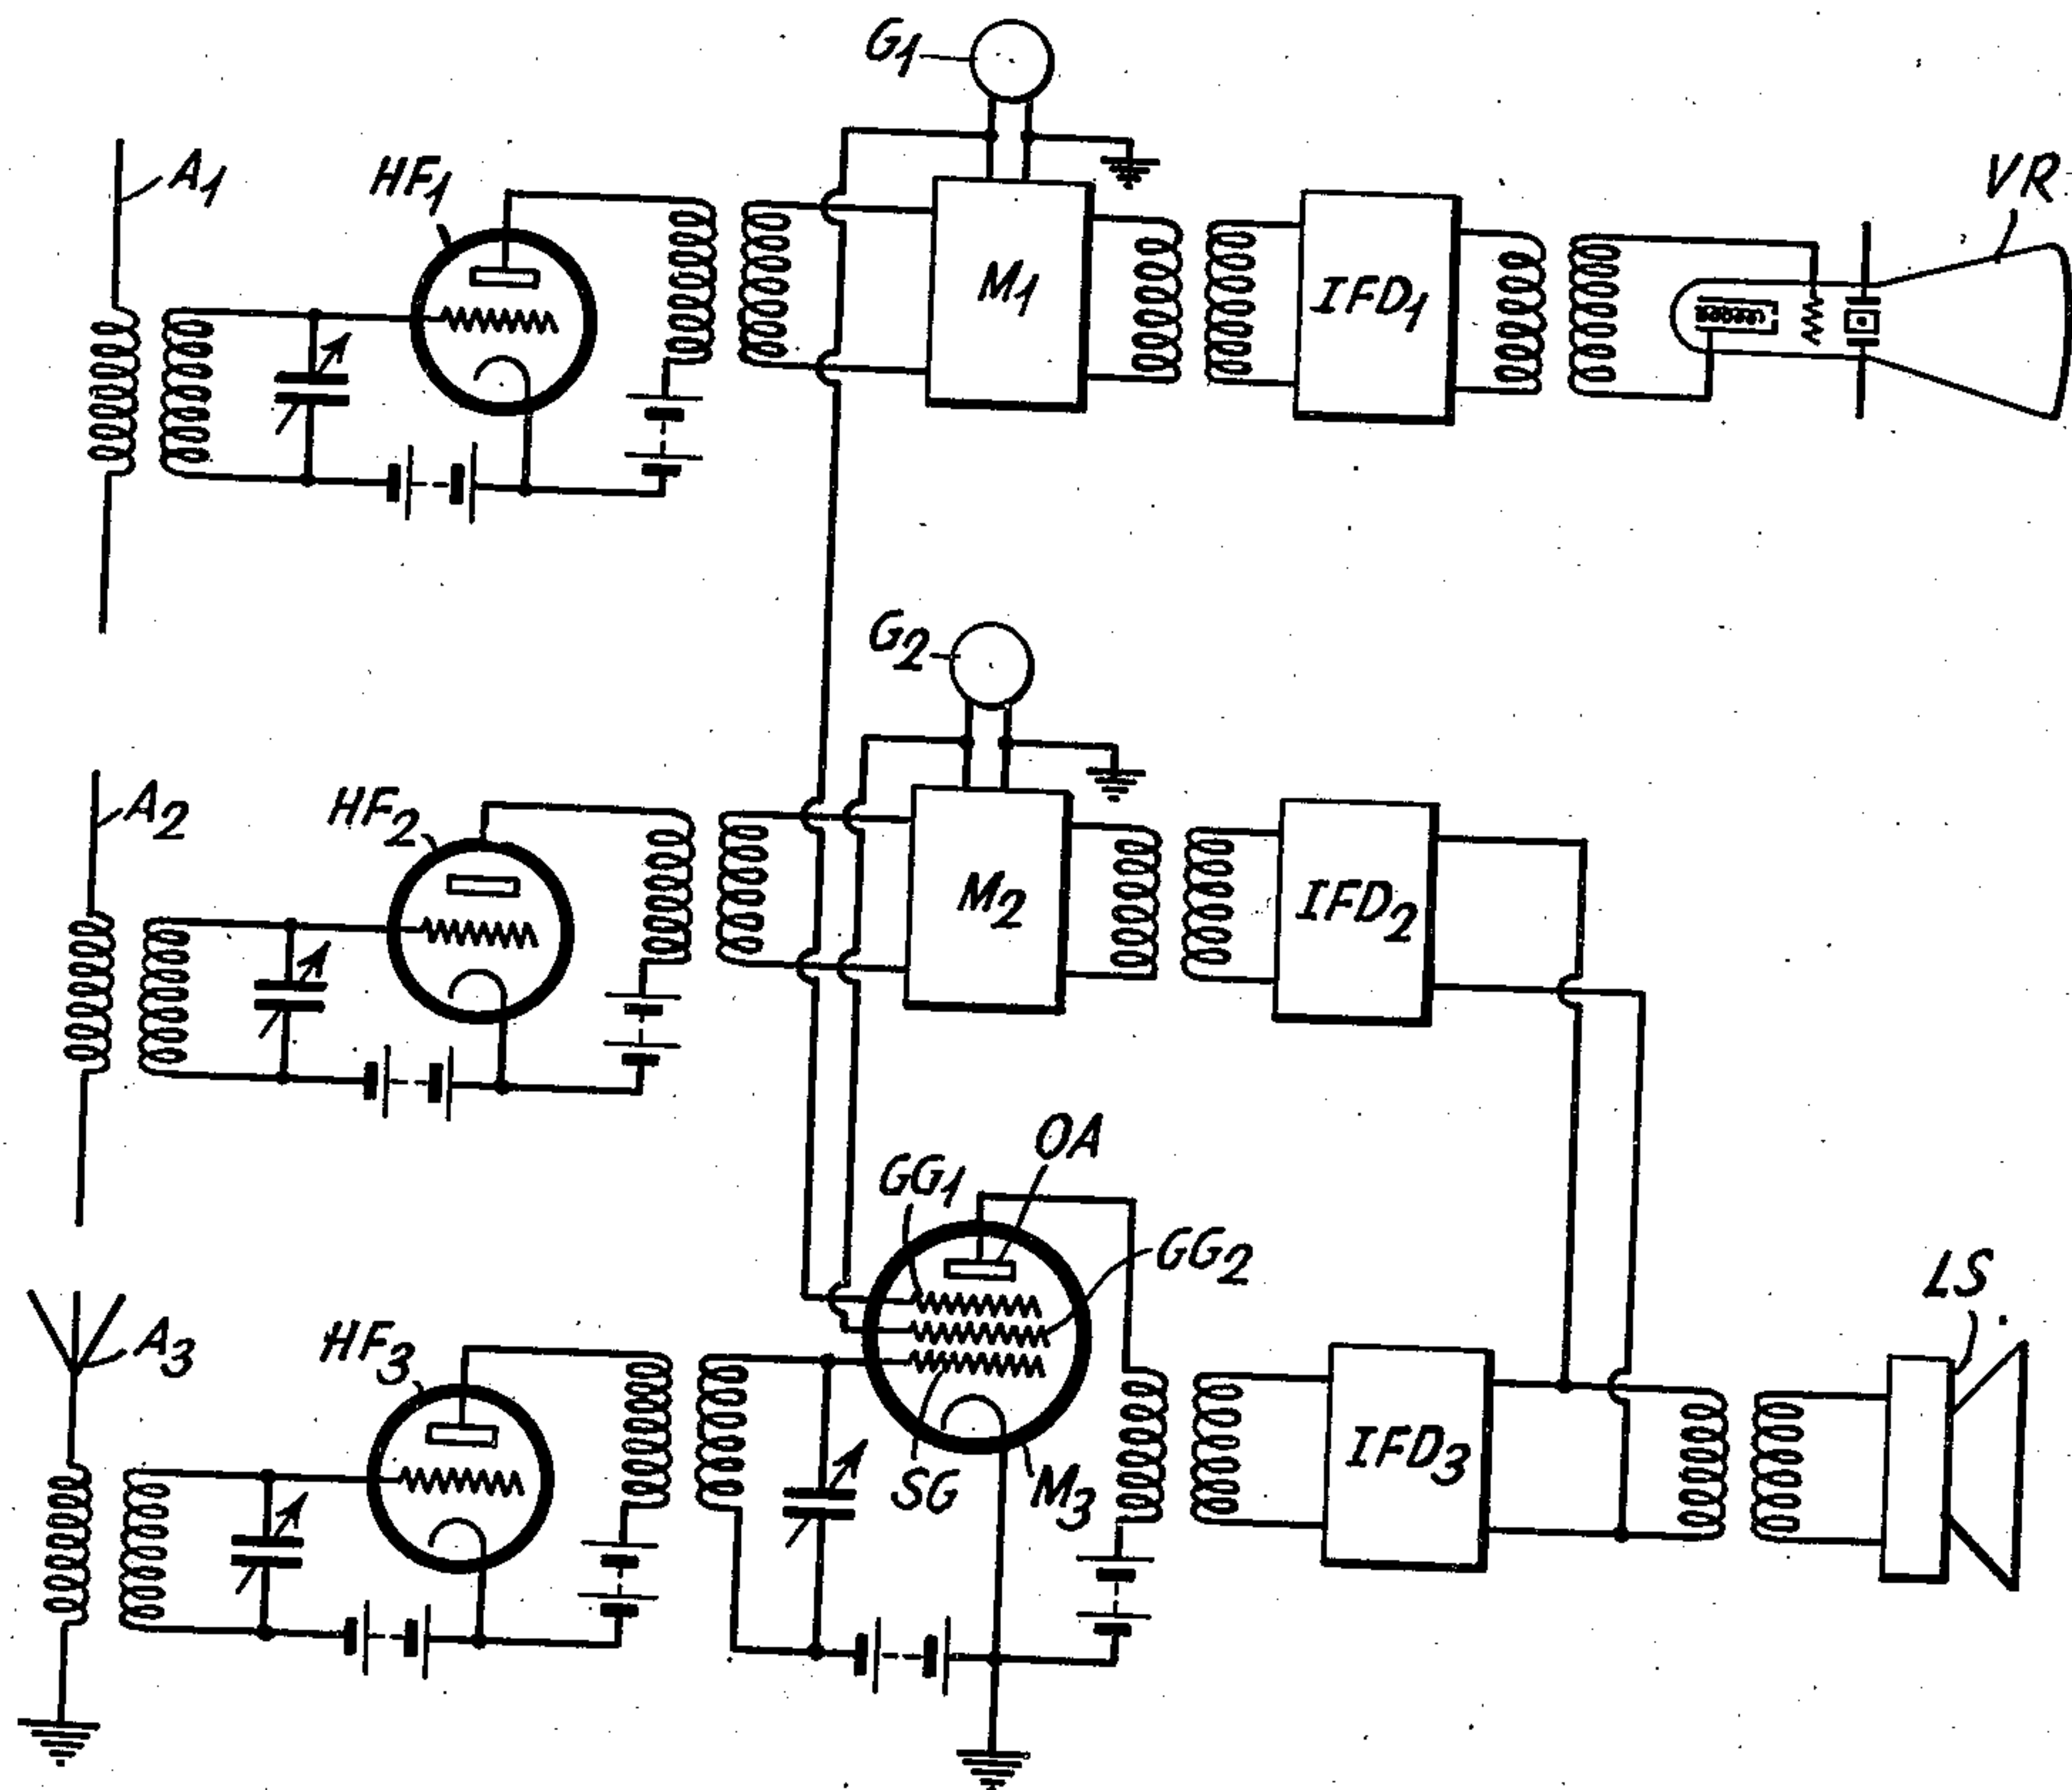 G1
A1
HF1
M1
IFD1
VR
G2
A2
HF2
M2
IFD2
OA
GG1
GG2
A3
HF3
LS
SG
M3
IFD3